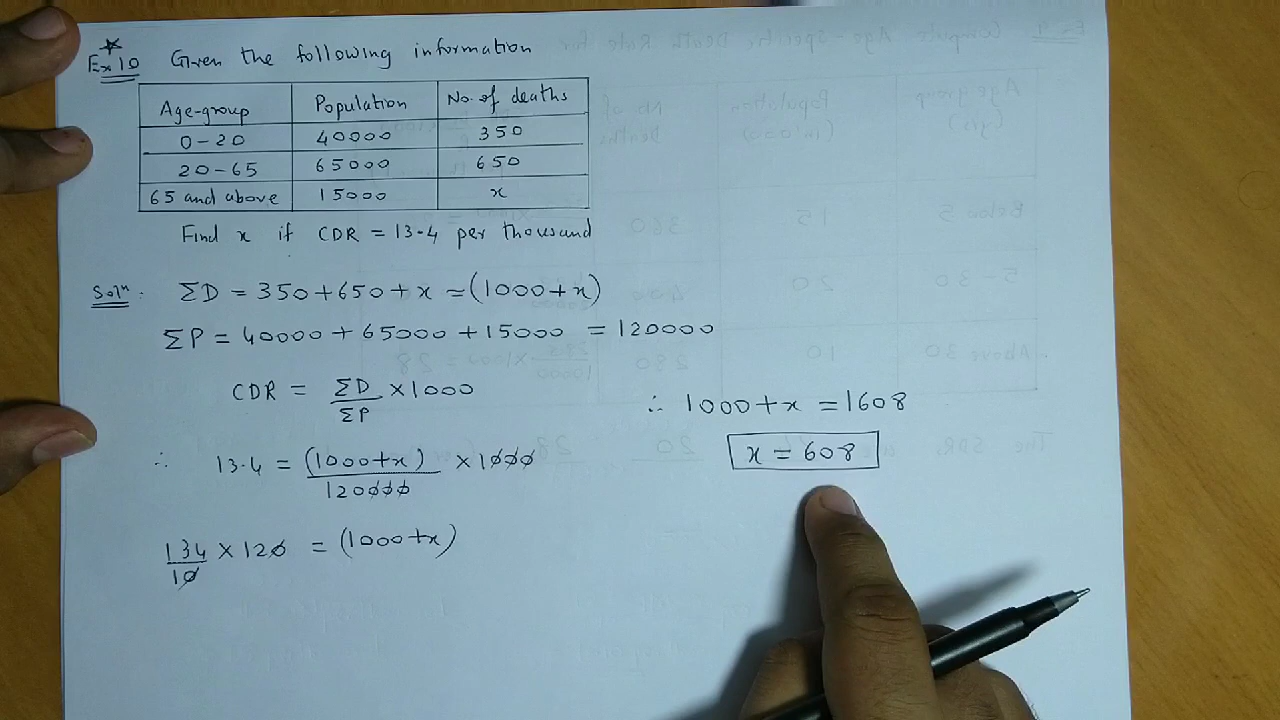 Ex 10 Given the following information
Age-group Population No. of deaths
0-20 40000 350
20-65 65000 650
65 and above 15000 x
Find x if CDR = 13.4 per thousand
Solⁿ. ΣD = 350+650+x = (1000+x)
ΣP = 40000+65000+15000 = 120000
CDR = ΣD/ΣP ×1000
∴ 13.4 = (1000+x)/120000 ×1000
134/10 × 120 = (1000+x)
∴ 1000+x = 1608
x = 608